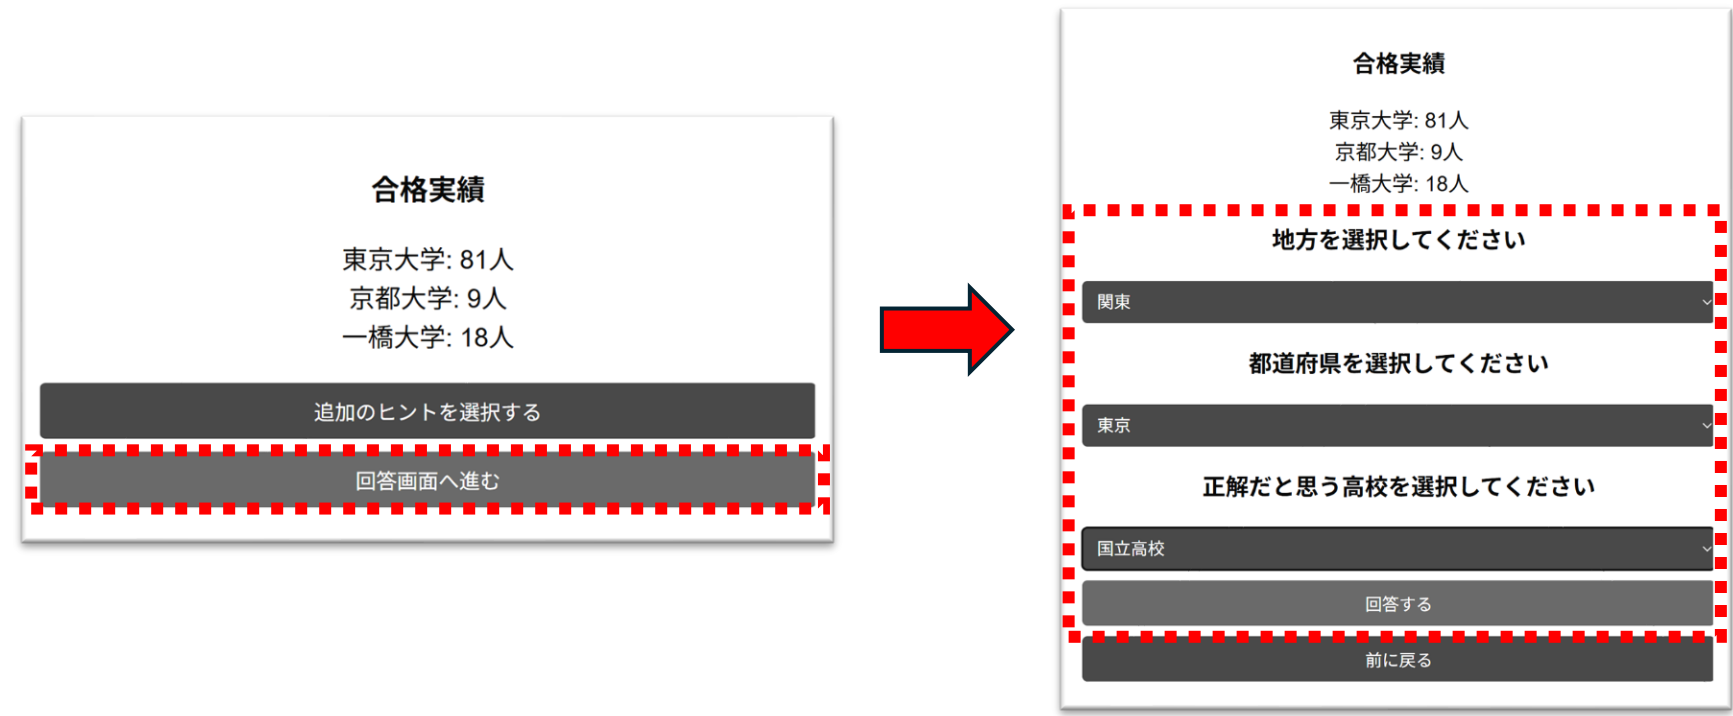 合格実績
東京大学: 81人
京都大学: 9人
一橋大学: 18人
追加のヒントを選択する
回答画面へ進む
合格実績
東京大学: 81人
京都大学: 9人
一橋大学: 18人
地方を選択してください
関東
都道府県を選択してください
東京
正解だと思う高校を選択してください
国立高校
回答する
前に戻る